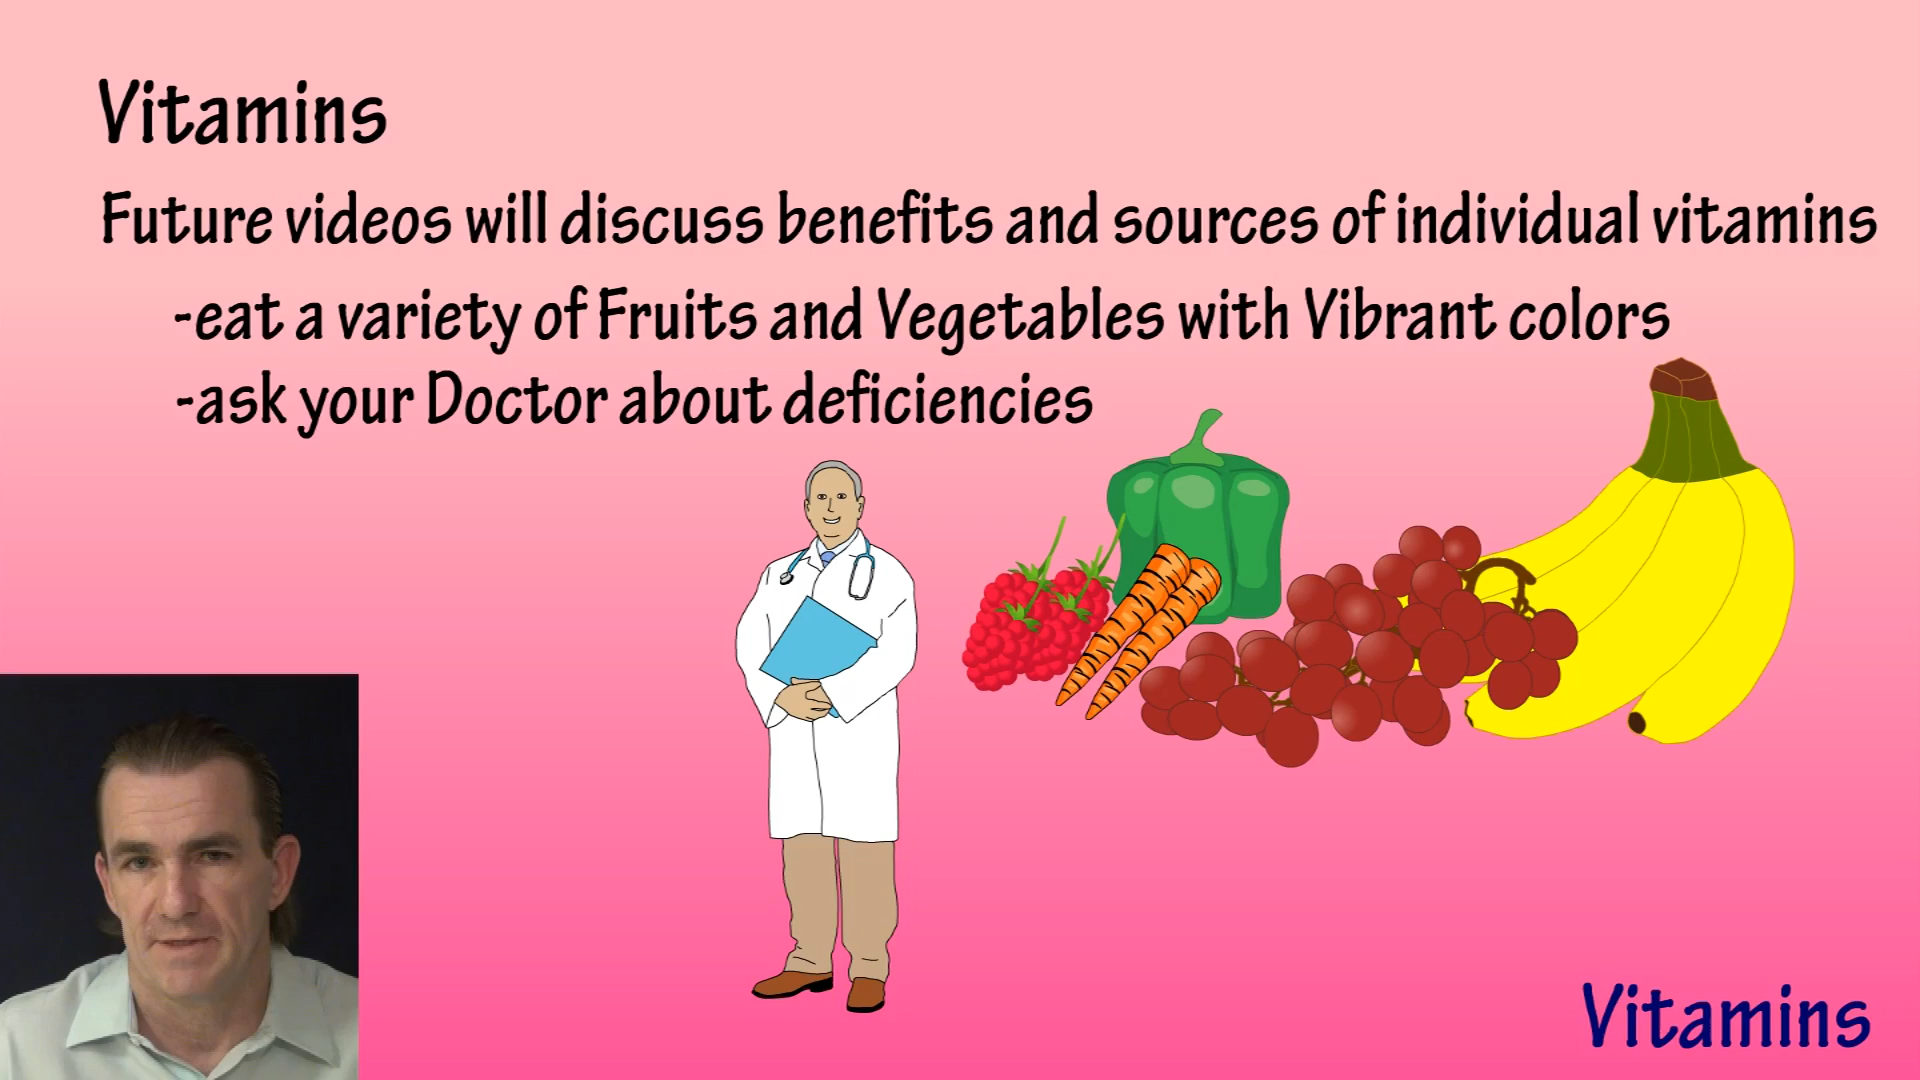 Vitamins
Future videos will discuss benefits and sources of individual vitamins
-eat a variety of Fruits and Vegetables with Vibrant colors
-ask your Doctor about deficiencies
Vitamins